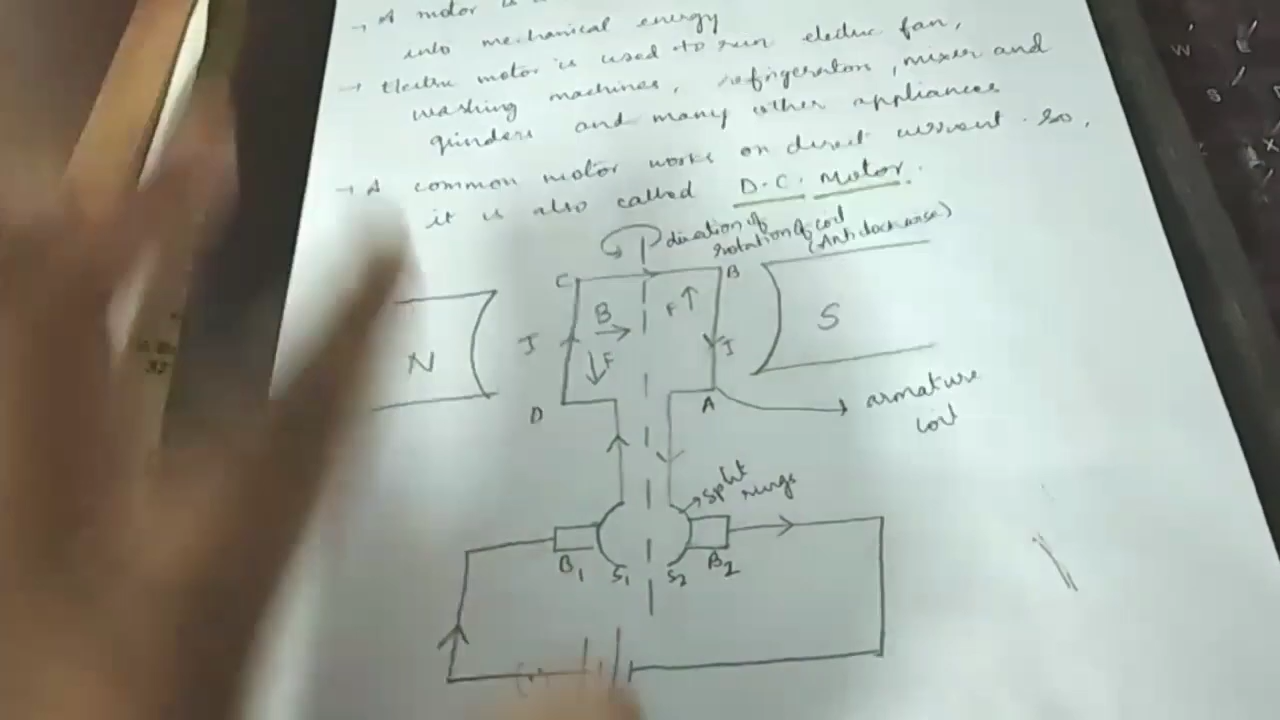 → A motor is
into mechanical energy
→ Electric motor is used to run electric fan,
washing machines, refrigerators, mixer and
grinders and many other appliances
→ A common motor works on direct current. so,
it is also called D.C. Motor.
direction of
rotation of coil
(Anti clockwise)
C
B
B
F
N
I
F
I
S
D
A
armature
coil
split
rings
B1
S1
S2
B2